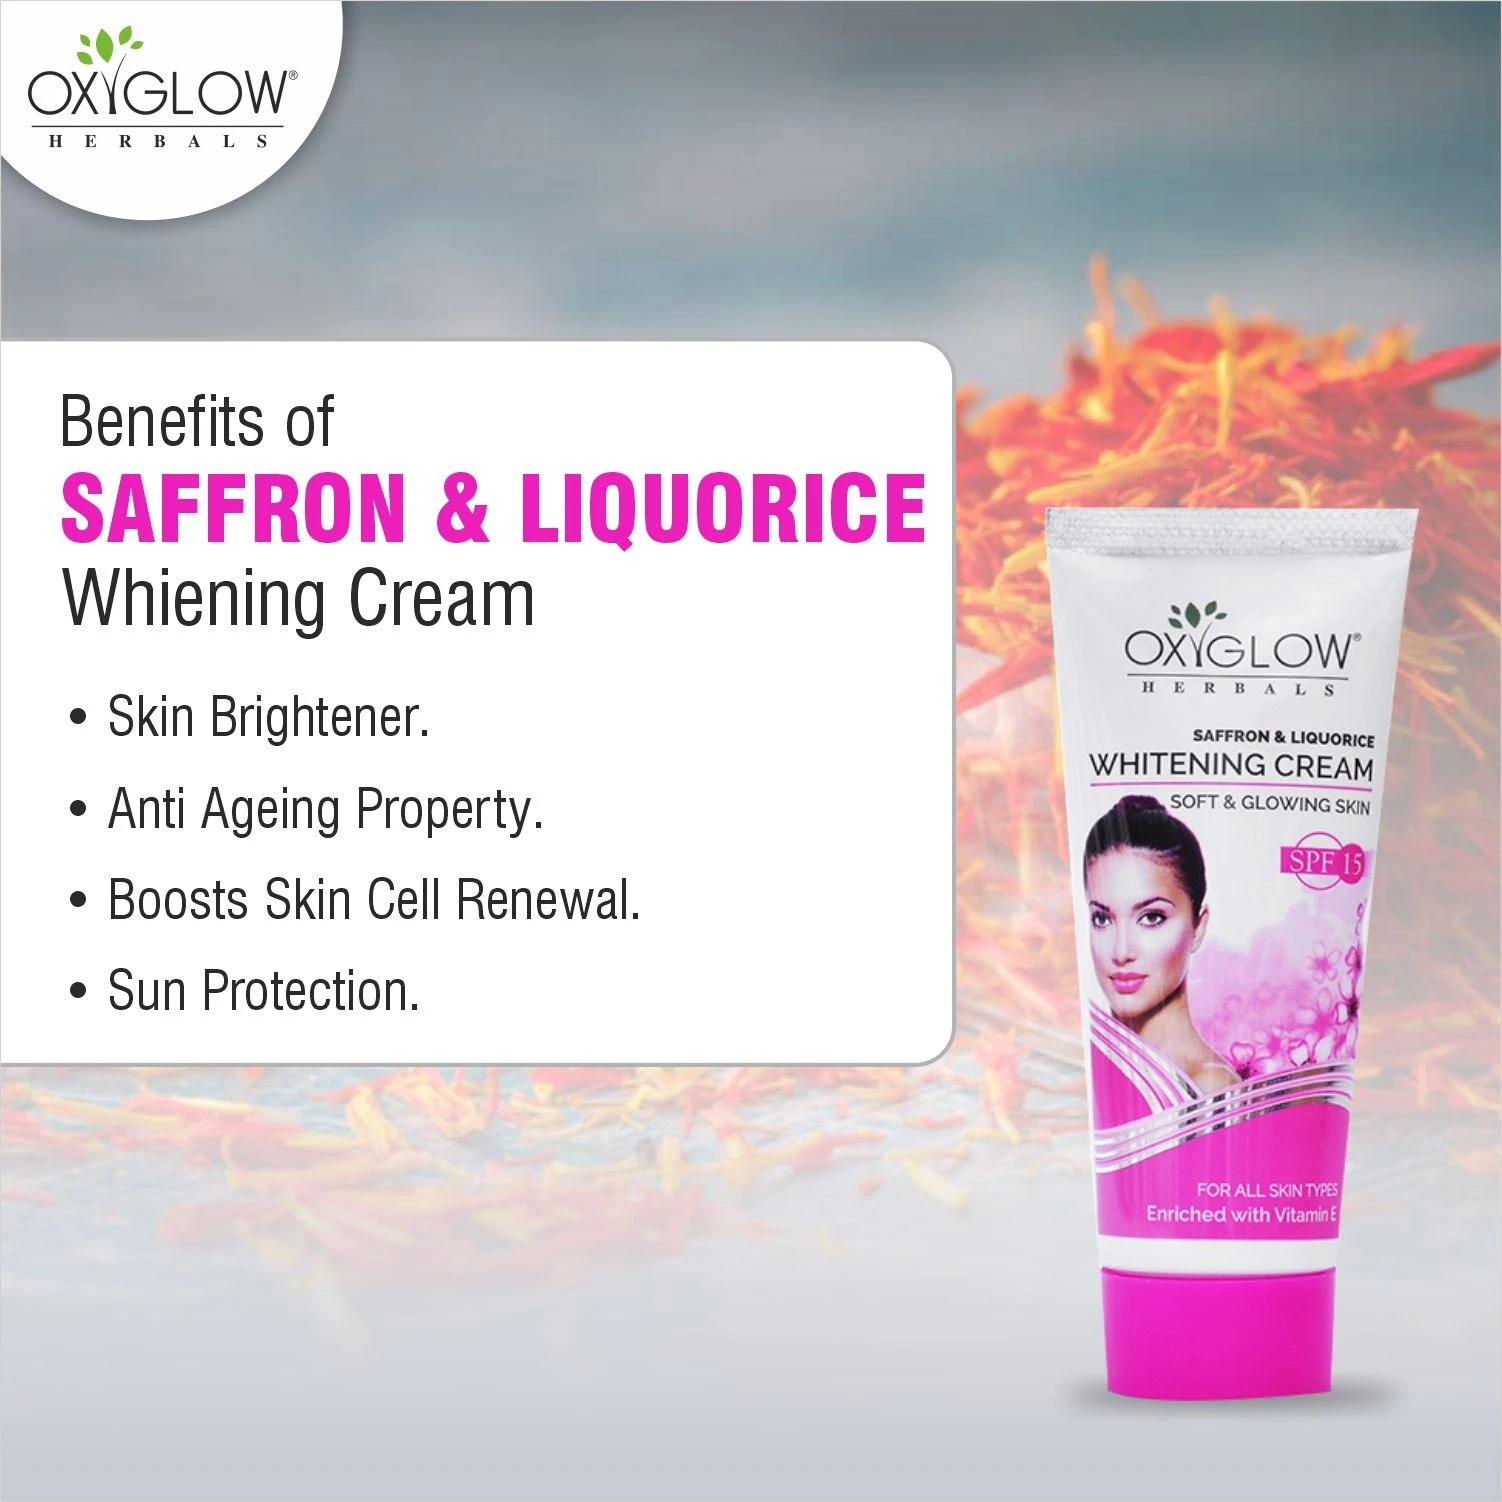 OXYGLOW®
HERBALS
Benefits of
SAFFRON & LIQUORICE
Whiening Cream
• Skin Brightener.
• Anti Ageing Property.
• Boosts Skin Cell Renewal.
• Sun Protection.
OXYGLOW®
HERBALS
SAFFRON & LIQUORICE
WHITENING CREAM
SOFT & GLOWING SKIN
SPF 15
FOR ALL SKIN TYPES
Enriched with Vitamin E